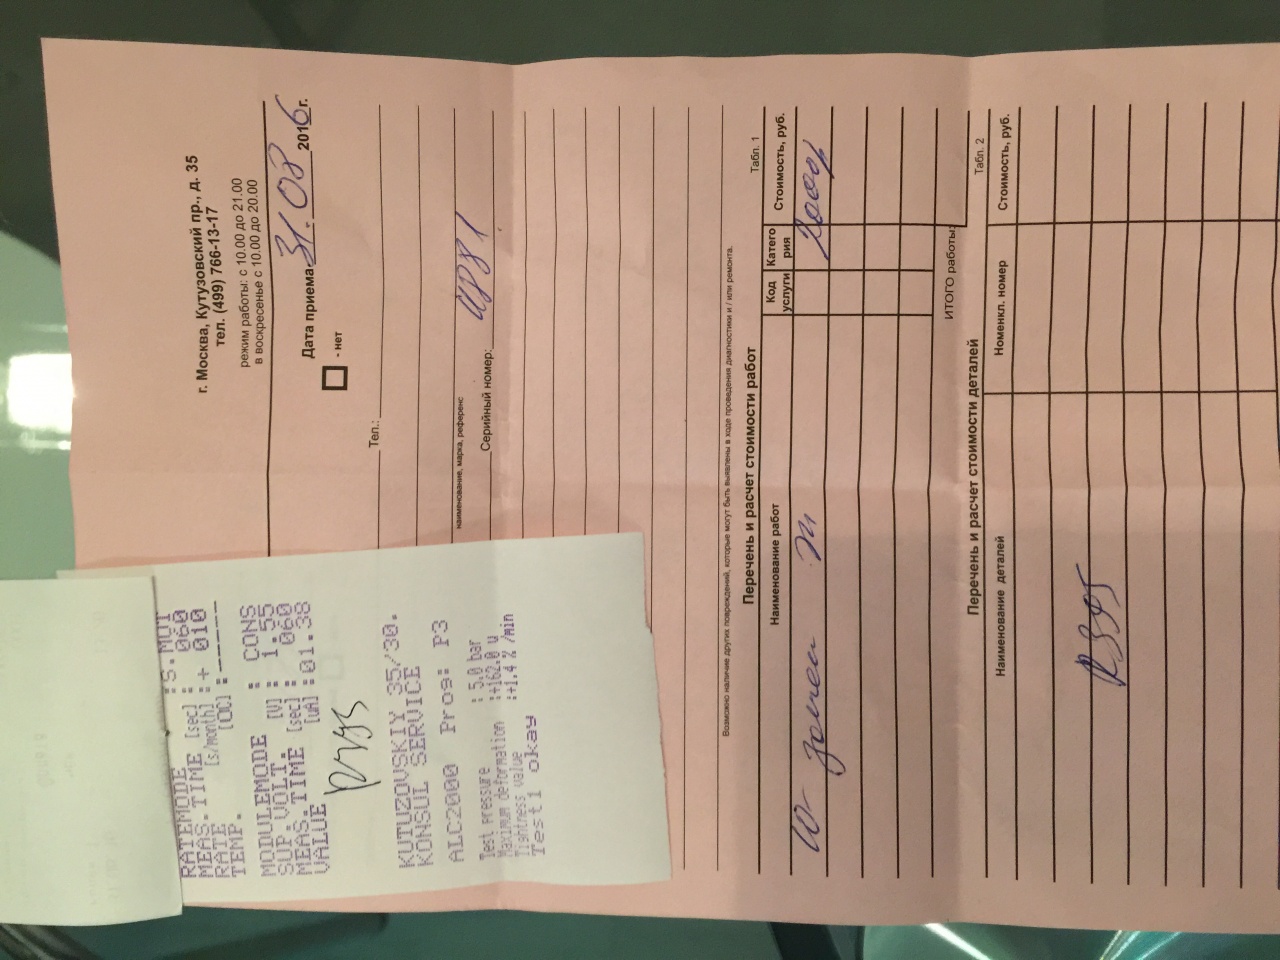 г. Москва, Кутузовский пр., д. 35
тел. (499) 766-13-17
режим работы: с 10.00 до 21.00
в воскресенье с 10.00 до 20.00
Дата приема 31.08 2016г.
- нет
Тел.:
наименование, марка, референс
Серийный номер:
Возможно наличие других повреждений, которые могут быть выявлены в ходе проведения диагностики и / или ремонта.
Перечень и расчет стоимости работ
Табл. 1
Наименование работ Код услуги Катего рия Стоимость, руб.
2000р
ИТОГО работы:
Перечень и расчет стоимости деталей
Табл. 2
Наименование деталей Номенкл. номер Стоимость, руб.
RATEMODE :S.MOT
MEAS.TIME [sec] : 060
RATE [s/month] :+ 010
TEMP. [OC] :-----
MODULEMODE : CONS
SUP.VOLT. [V] : 1.55
MEAS.TIME [sec] : 060
VALUE [uA] :01.38
KUTUZOVSKIY 35/30.
KONSUL SERVICE
ALC2000 Prog: P3
Test pressure : 5.0 bar
Maximum deformation :+162.0 u
Tightness value :+1.4 % /min
Test1 okay